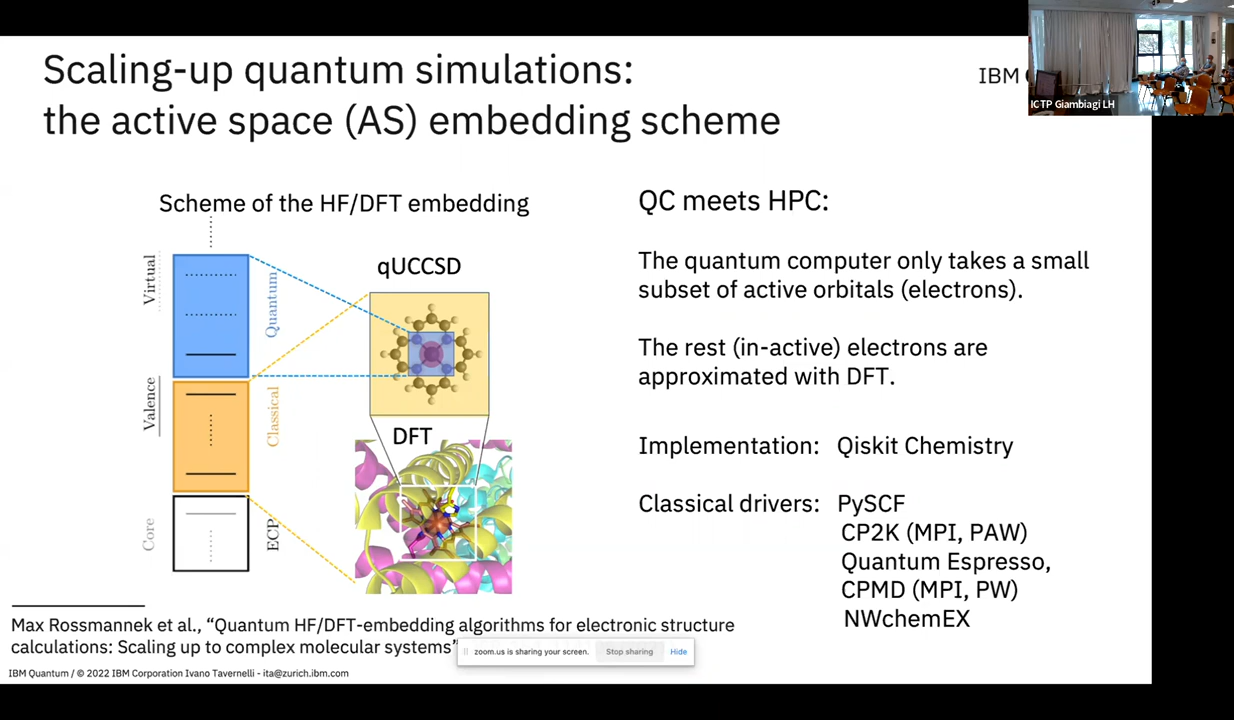 Scaling-up quantum simulations:
the active space (AS) embedding scheme
IBM
ICTP Giambiagi LH
Scheme of the HF/DFT embedding
Virtual
Quantum
Valence
Classical
Core
ECP
qUCCSD
DFT
QC meets HPC:
The quantum computer only takes a small
subset of active orbitals (electrons).
The rest (in-active) electrons are
approximated with DFT.
Implementation: Qiskit Chemistry
Classical drivers: PySCF
CP2K (MPI, PAW)
Quantum Espresso,
CPMD (MPI, PW)
NWchemEX
Max Rossmannek et al., “Quantum HF/DFT-embedding algorithms for electronic structure
calculations: Scaling up to complex molecular systems”
zoom.us is sharing your screen.
Stop sharing
Hide
IBM Quantum / © 2022 IBM Corporation Ivano Tavernelli - ita@zurich.ibm.com